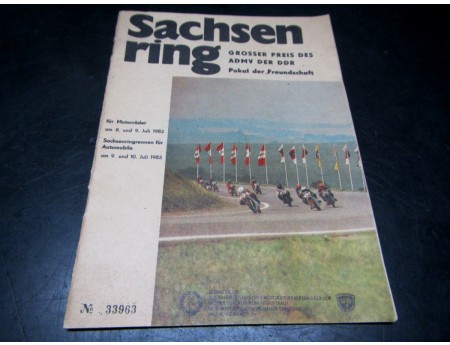 Sachsen
ring
GROSSER PREIS DES
ADMV DER DDR
Pokal der Freundschaft
für Motorräder
am 8. und 9. Juli 1983
Sachsenringrennen für
Automobile
am 9. und 10. Juli 1983
№ 33963